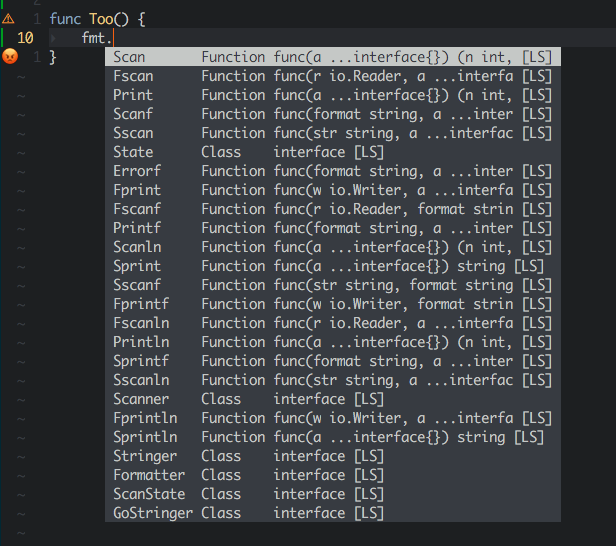 1 func Too() {
10 fmt.
1 }
Scan Function func(a ...interface{}) (n int, [LS]
Fscan Function func(r io.Reader, a ...interfa [LS]
Print Function func(a ...interface{}) (n int, [LS]
Scanf Function func(format string, a ...inter [LS]
Sscan Function func(str string, a ...interfac [LS]
State Class interface [LS]
Errorf Function func(format string, a ...inter [LS]
Fprint Function func(w io.Writer, a ...interfa [LS]
Fscanf Function func(r io.Reader, format strin [LS]
Printf Function func(format string, a ...inter [LS]
Scanln Function func(a ...interface{}) (n int, [LS]
Sprint Function func(a ...interface{}) string [LS]
Sscanf Function func(str string, format string [LS]
Fprintf Function func(w io.Writer, format strin [LS]
Fscanln Function func(r io.Reader, a ...interfa [LS]
Println Function func(a ...interface{}) (n int, [LS]
Sprintf Function func(format string, a ...inter [LS]
Sscanln Function func(str string, a ...interfac [LS]
Scanner Class interface [LS]
Fprintln Function func(w io.Writer, a ...interfa [LS]
Sprintln Function func(a ...interface{}) string [LS]
Stringer Class interface [LS]
Formatter Class interface [LS]
ScanState Class interface [LS]
GoStringer Class interface [LS]